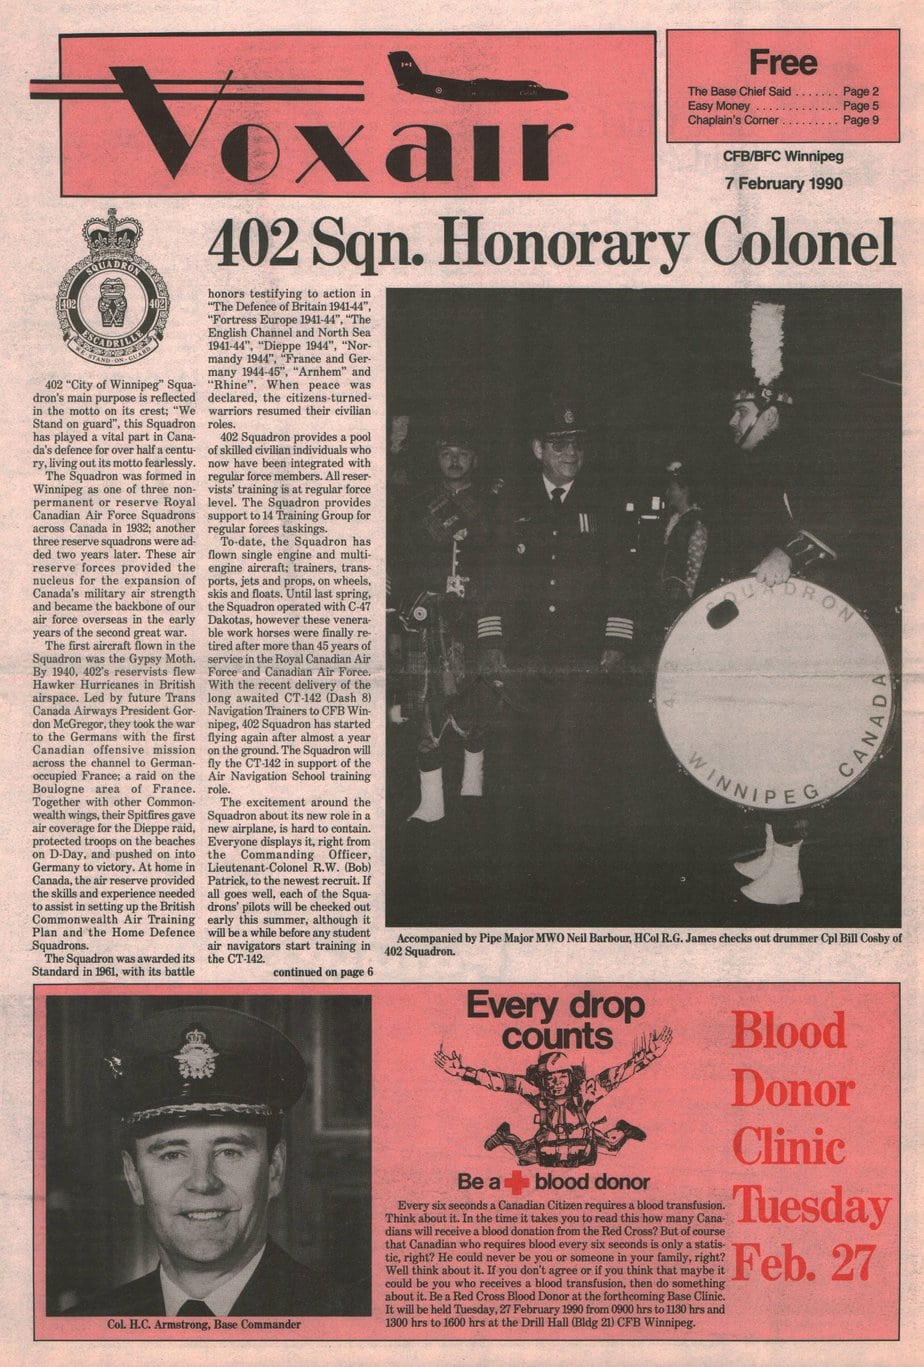 Voxair
Free
The Base Chief Said ....... Page 2
Easy Money ............. Page 5
Chaplain's Corner ......... Page 9
CFB/BFC Winnipeg
7 February 1990
402 Sqn. Honorary Colonel
SQUADRON
402 402
ESCADRILLE
WE·STAND·ON·GUARD
402 "City of Winnipeg" Squa-
dron's main purpose is reflected
in the motto on its crest; "We
Stand on guard", this Squadron
has played a vital part in Cana-
da's defence for over half a centu-
ry, living out its motto fearlessly.
The Squadron was formed in
Winnipeg as one of three non-
permanent or reserve Royal
Canadian Air Force Squadrons
across Canada in 1932; another
three reserve squadrons were ad-
ded two years later. These air
reserve forces provided the
nucleus for the expansion of
Canada's military air strength
and became the backbone of our
air force overseas in the early
years of the second great war.
The first aircraft flown in the
Squadron was the Gypsy Moth.
By 1940, 402's reservists flew
Hawker Hurricanes in British
airspace. Led by future Trans
Canada Airways President Gor-
don McGregor, they took the war
to the Germans with the first
Canadian offensive mission
across the channel to German-
occupied France; a raid on the
Boulogne area of France.
Together with other Common-
wealth wings, their Spitfires gave
air coverage for the Dieppe raid,
protected troops on the beaches
on D-Day, and pushed on into
Germany to victory. At home in
Canada, the air reserve provided
the skills and experience needed
to assist in setting up the British
Commonwealth Air Training
Plan and the Home Defence
Squadrons.
The Squadron was awarded its
Standard in 1961, with its battle
honors testifying to action in
"The Defence of Britain 1941-44",
"Fortress Europe 1941-44", "The
English Channel and North Sea
1941-44", "Dieppe 1944", "Nor-
mandy 1944", "France and Ger-
many 1944-45", "Arnhem" and
"Rhine". When peace was
declared, the citizens-turned-
warriors resumed their civilian
roles.
402 Squadron provides a pool
of skilled civilian individuals who
now have been integrated with
regular force members. All reser-
vists' training is at regular force
level. The Squadron provides
support to 14 Training Group for
regular forces taskings.
To-date, the Squadron has
flown single engine and multi-
engine aircraft; trainers, trans-
ports, jets and props, on wheels,
skis and floats. Until last spring,
the Squadron operated with C-47
Dakotas, however these venera-
ble work horses were finally re-
tired after more than 45 years of
service in the Royal Canadian Air
Force and Canadian Air Force.
With the recent delivery of the
long awaited CT-142 (Dash 8)
Navigation Trainers to CFB Win-
nipeg, 402 Squadron has started
flying again after almost a year
on the ground. The Squadron will
fly the CT-142 in support of the
Air Navigation School training
role.
The excitement around the
Squadron about its new role in a
new airplane, is hard to contain.
Everyone displays it, right from
the Commanding Officer,
Lieutenant-Colonel R.W. (Bob)
Patrick, to the newest recruit. If
all goes well, each of the Squa-
drons' pilots will be checked out
early this summer, although it
will be a while before any student
air navigators start training in
the CT-142.
continued on page 6
402 SQUADRON
WINNIPEG CANADA
Accompanied by Pipe Major MWO Neil Barbour, HCol R.G. James checks out drummer Cpl Bill Cosby of
402 Squadron.
Col. H.C. Armstrong, Base Commander
Every drop
counts
Be a blood donor
Every six seconds a Canadian Citizen requires a blood transfusion.
Think about it. In the time it takes you to read this how many Cana-
dians will receive a blood donation from the Red Cross? But of course
that Canadian who requires blood every six seconds is only a statis-
tic, right? He could never be you or someone in your family, right?
Well think about it. If you don't agree or if you think that maybe it
could be you who receives a blood transfusion, then do something
about it. Be a Red Cross Blood Donor at the forthcoming Base Clinic.
It will be held Tuesday, 27 February 1990 from 0900 hrs to 1130 hrs and
1300 hrs to 1600 hrs at the Drill Hall (Bldg 21) CFB Winnipeg.
Blood
Donor
Clinic
Tuesday
Feb. 27